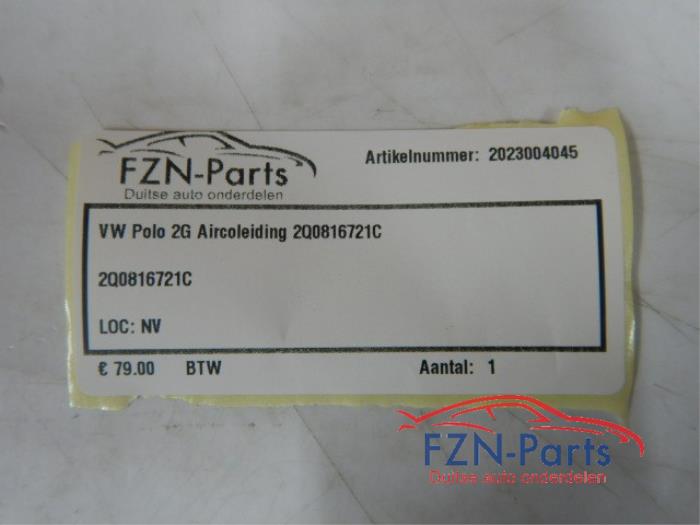 FZN-Parts
Duitse auto onderdelen
Artikelnummer: 2023004045
VW Polo 2G Aircoleiding 2Q0816721C
2Q0816721C
LOC: NV
€ 79.00 BTW Aantal: 1
FZN-Parts
Duitse auto onderdelen